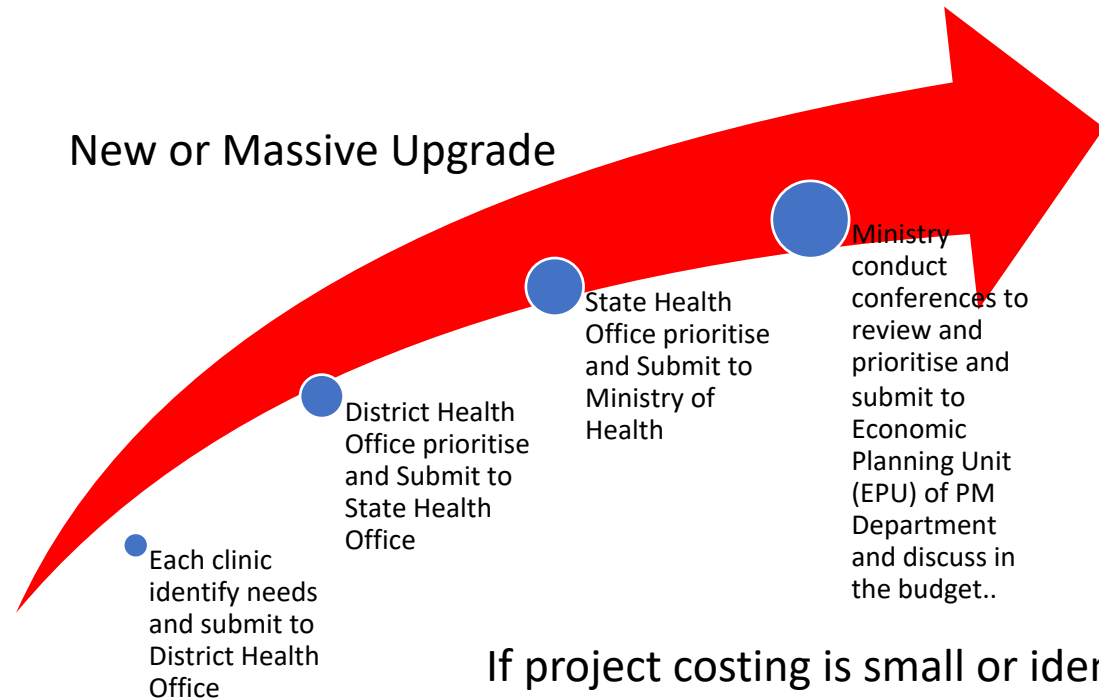 New or Massive Upgrade
Each clinic
identify needs
and submit to
District Health
Office
District Health
Office prioritise
and Submit to
State Health
Office
State Health
Office prioritise
and Submit to
Ministry of
Health
Ministry
conduct
conferences to
review and
prioritise and
submit to
Economic
Planning Unit
(EPU) of PM
Department
and discuss in
the budget..
If project costing is small or